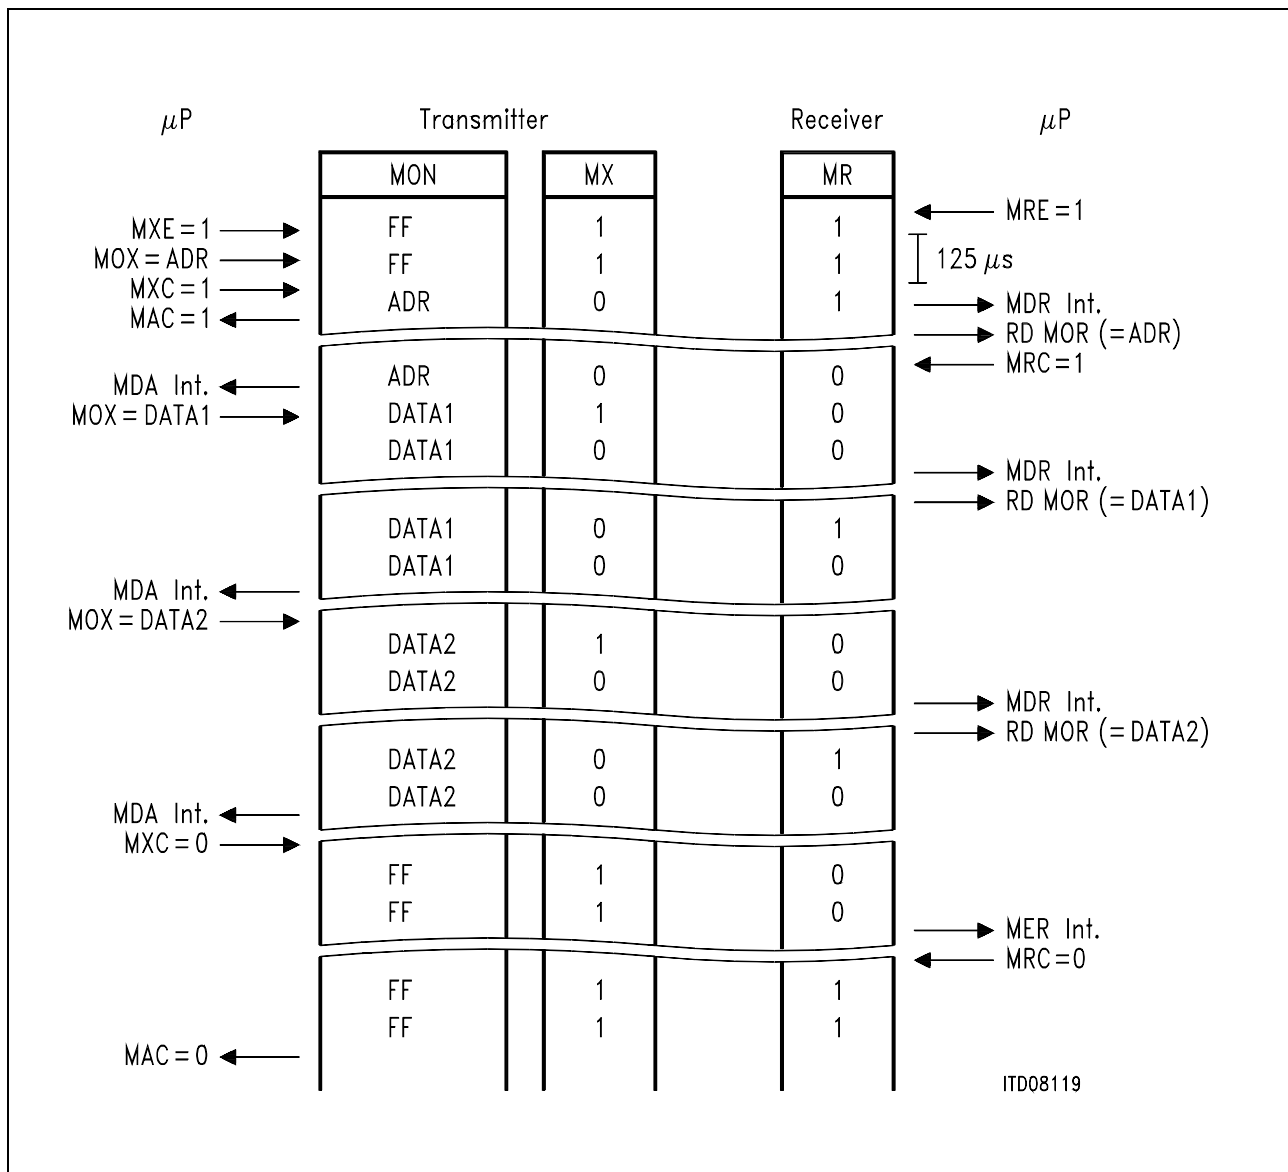 μP Transmitter Receiver μP
MON MX MR
MRE=1
MXE=1 FF 1 1
MOX=ADR FF 1 1 125 μs
MXC=1
ADR 0 1 MDR Int.
MAC=1
RD MOR (=ADR)
MRC=1
ADR 0 0
MDA Int.
MOX=DATA1 DATA1 1 0
DATA1 0 0
MDR Int.
RD MOR (=DATA1)
DATA1 0 1
DATA1 0 0
MDA Int.
MOX=DATA2
DATA2 1 0
DATA2 0 0
MDR Int.
RD MOR (=DATA2)
DATA2 0 1
DATA2 0 0
MDA Int.
MXC=0
FF 1 0
FF 1 0
MER Int.
MRC=0
FF 1 1
FF 1 1
MAC=0
ITD08119